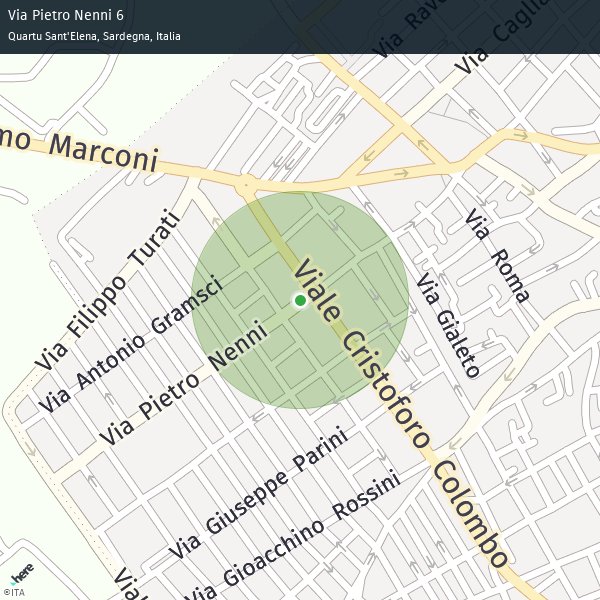 Via Pietro Nenni 6
Quartu Sant'Elena, Sardegna, Italia
Via Rave
Via Caglia
mo Marconi
Via Filippo Turati
Via Antonio Gramsci
Via Pietro Nenni
Viale Cristoforo Colombo
Via Roma
Via Gialeto
Via Giuseppe Parini
Via Gioacchino Rossini
Via
here
©ITA